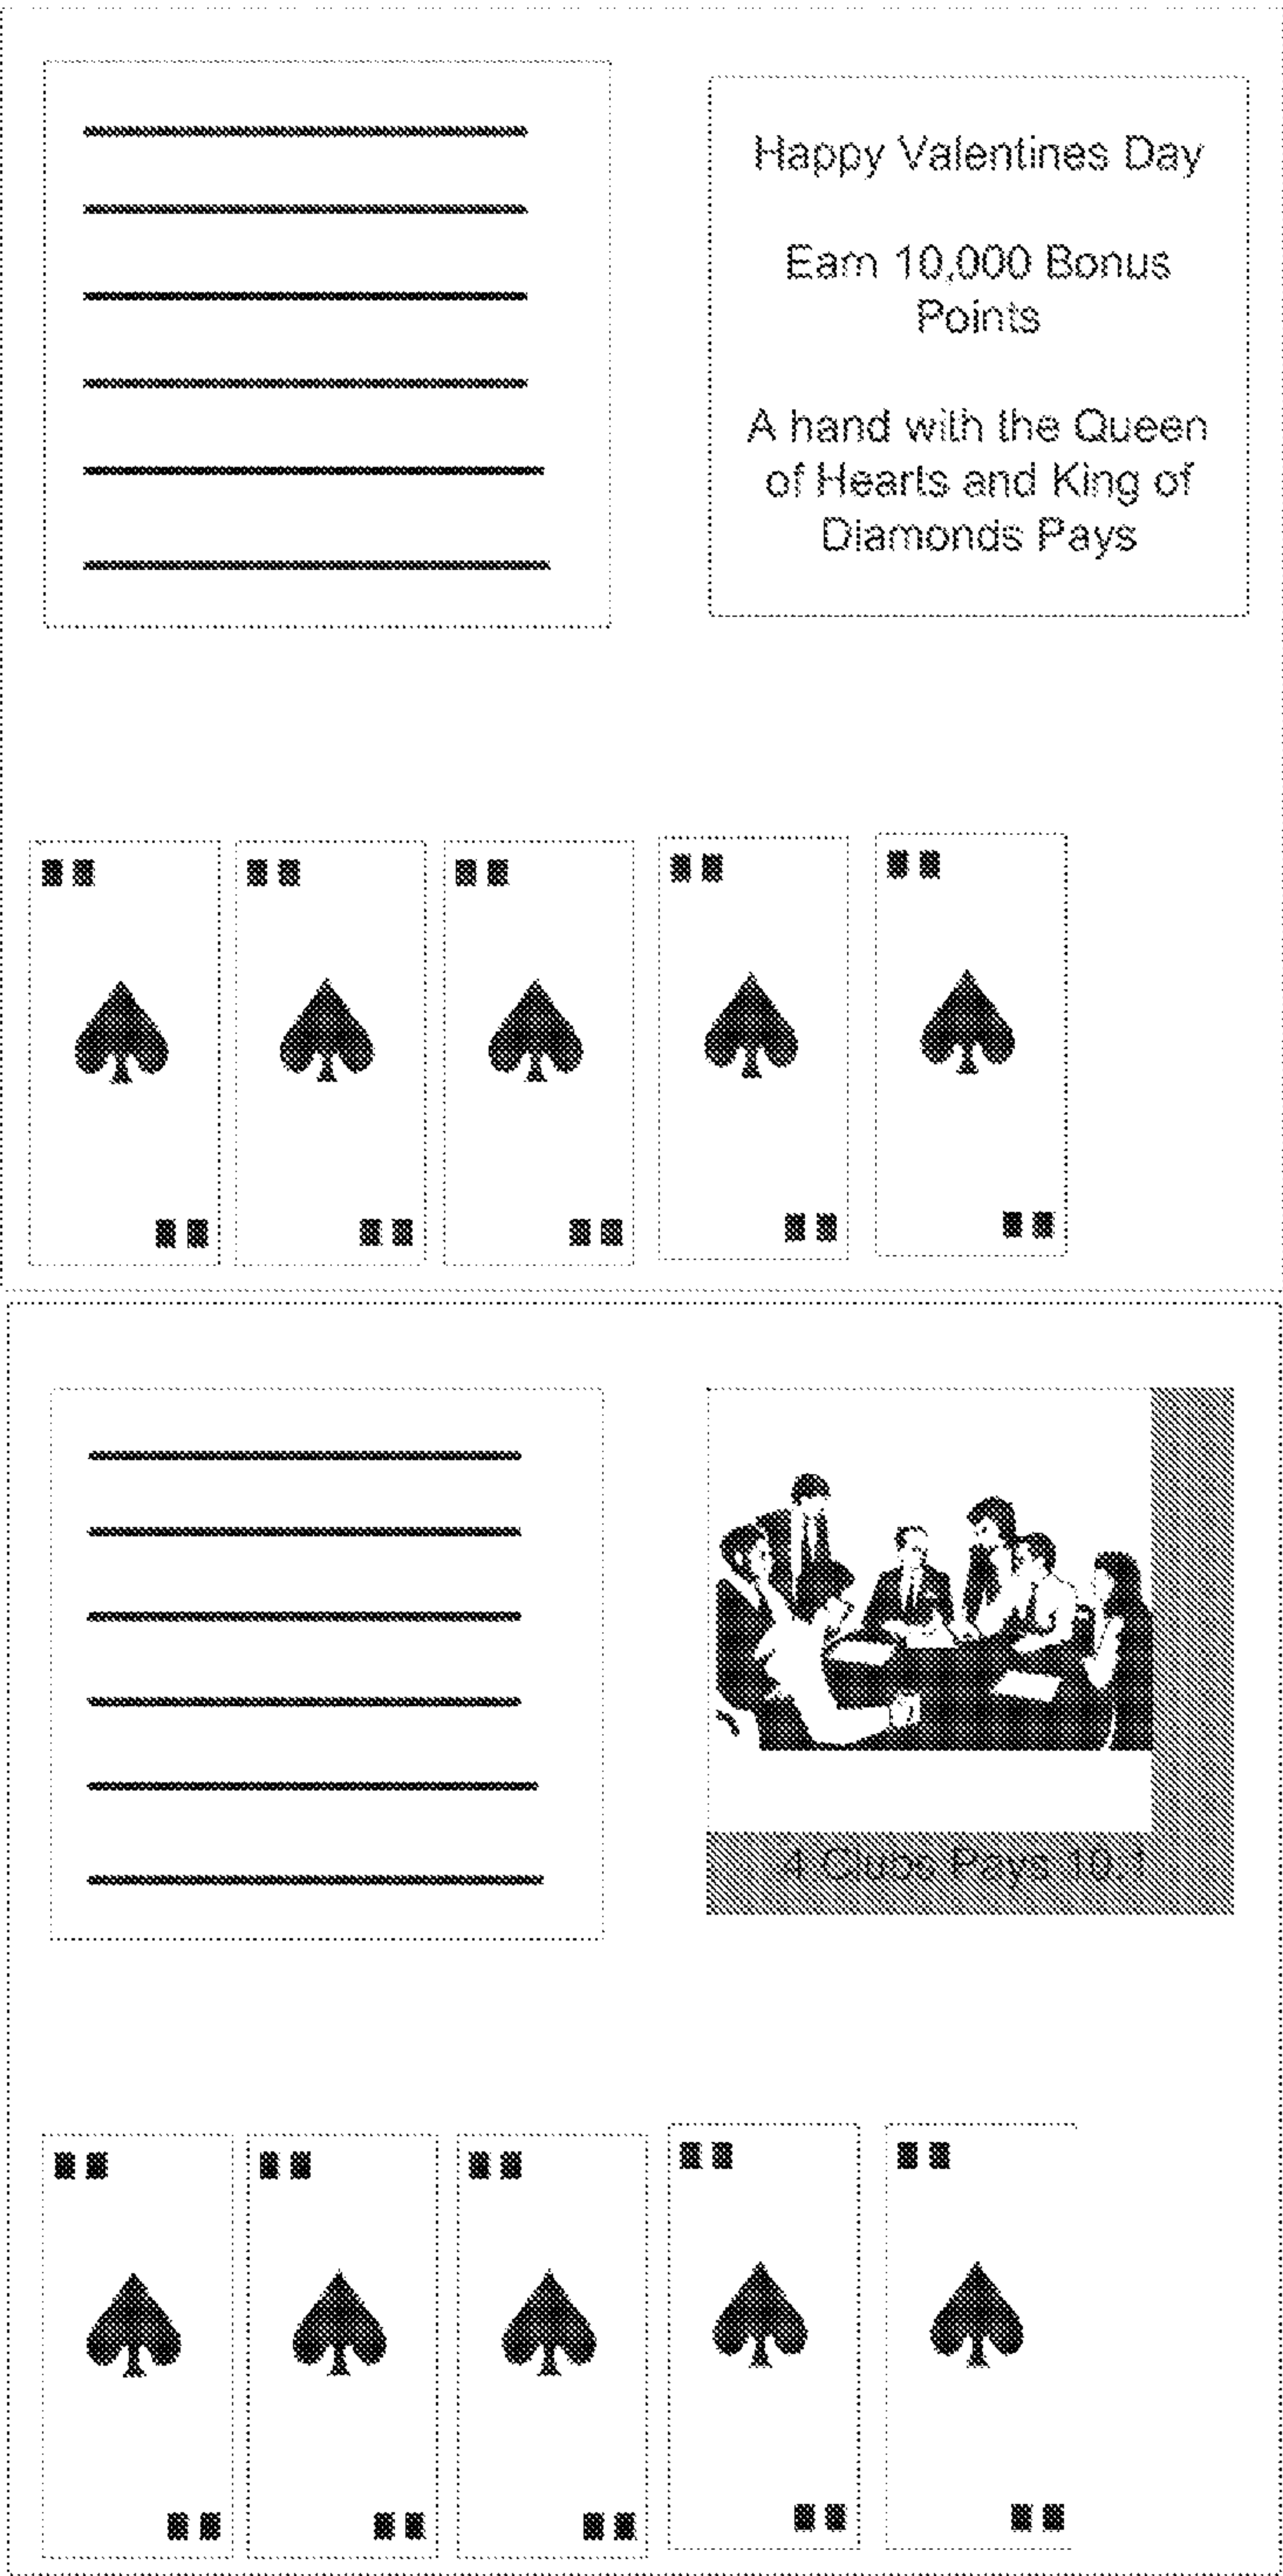 Happy Valentines Day
Earn 10,000 Bonus
Points
A hand with the Queen
of Hearts and King of
Diamonds Pays
4 Clubs Pays 10:1